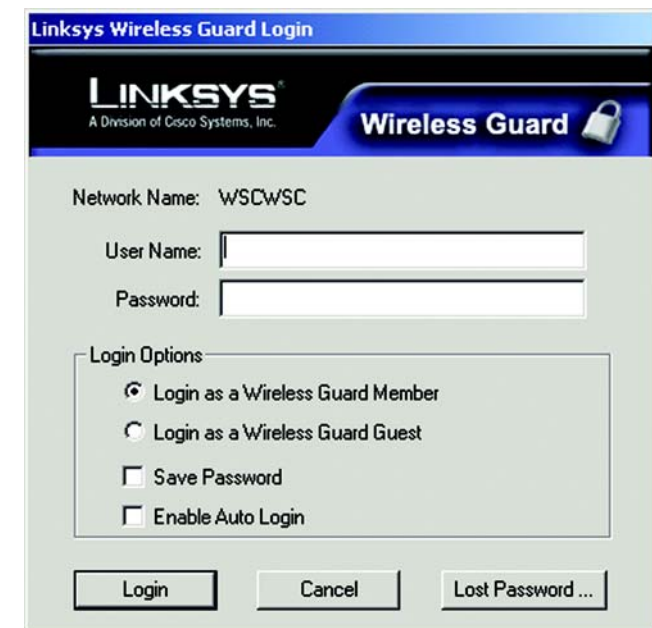 Linksys Wireless Guard Login
LINKSYS®
A Division of Cisco Systems, Inc.
Wireless Guard
Network Name: WSCWSC
User Name:
Password:
Login Options
Login as a Wireless Guard Member
Login as a Wireless Guard Guest
Save Password
Enable Auto Login
Login Cancel Lost Password ...